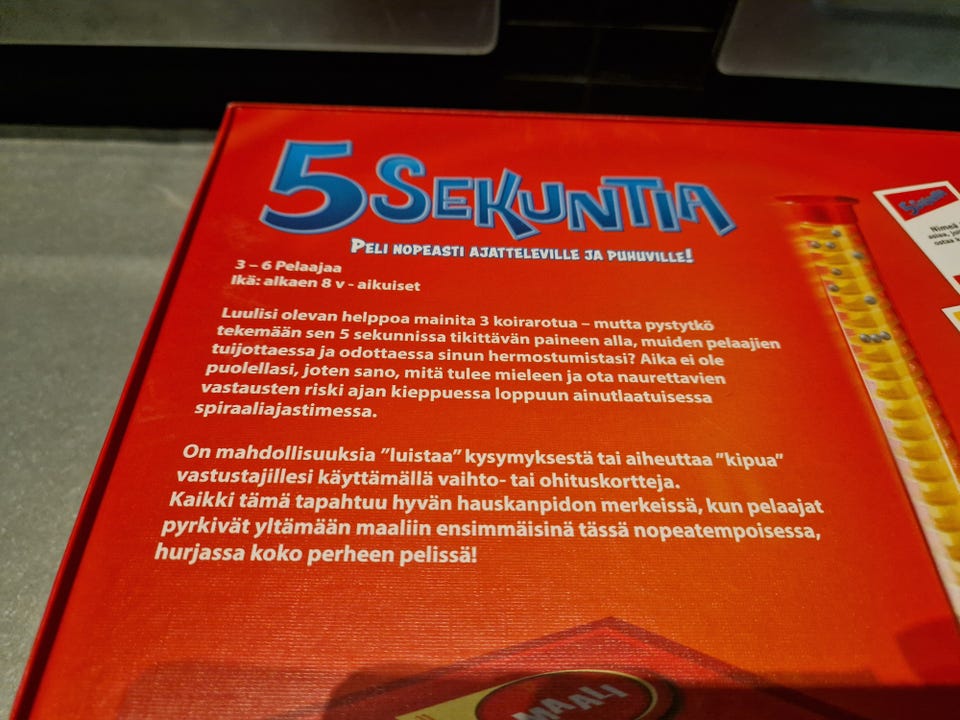 5 SEKUNTIA
PELI NOPEASTI AJATTELEVILLE JA PUHUVILLE!
3 – 6 Pelaajaa
Ikä: alkaen 8 v - aikuiset
Luulisi olevan helppoa mainita 3 koirarotua – mutta pystytkö
tekemään sen 5 sekunnissa tikittävän paineen alla, muiden pelaajien
tuijottaessa ja odottaessa sinun hermostumistasi? Aika ei ole
puolellasi, joten sano, mitä tulee mieleen ja ota naurettavien
vastausten riski ajan kieppuessa loppuun ainutlaatuisessa
spiraaliajastimessa.
On mahdollisuuksia ”luistaa” kysymyksestä tai aiheuttaa ”kipua”
vastustajillesi käyttämällä vaihto- tai ohituskortteja.
Kaikki tämä tapahtuu hyvän hauskanpidon merkeissä, kun pelaajat
pyrkivät yltämään maaliin ensimmäisinä tässä nopeatempoisessa,
hurjassa koko perheen pelissä!
5 Sekuntia
Nimeä
MAALI